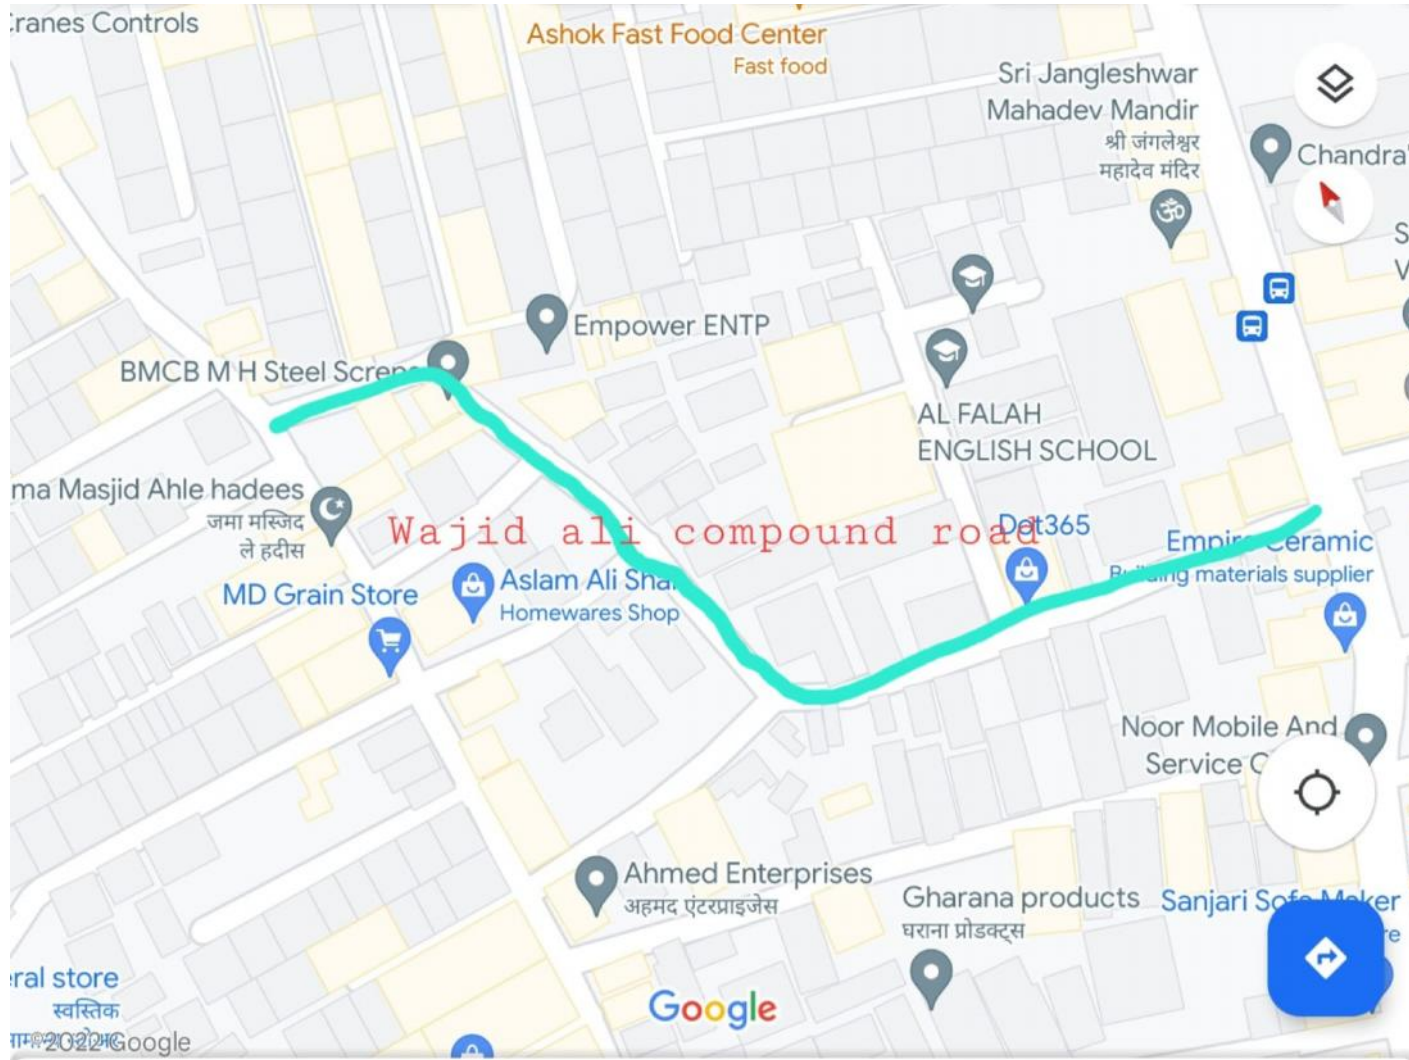 Cranes Controls
Ashok Fast Food Center
Fast food
Sri Jangleshwar
Mahadev Mandir
श्री जंगलेश्वर
महादेव मंदिर
Chandra'
Empower ENTP
BMCB M H Steel Screps
AL FALAH
ENGLISH SCHOOL
ma Masjid Ahle hadees
जमा मस्जिद
ले हदीस
Wajid ali compound road
Dot365
Empire Ceramic
Building materials supplier
MD Grain Store
Aslam Ali Sha
Homewares Shop
Noor Mobile And
Service C
Ahmed Enterprises
अहमद एंटरप्राइजेस
Gharana products
घराना प्रोडक्ट्स
Sanjari Sofa Maker
re
ral store
स्वस्तिक
Google
©2022 Google